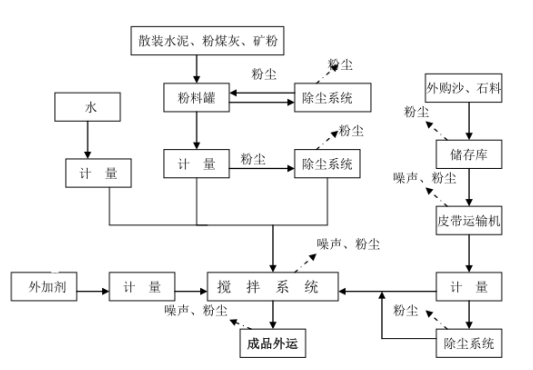 散装水泥、粉煤灰、矿粉
粉尘
粉尘
粉料罐
除尘系统
外购沙、石料
水
粉尘
粉尘
粉尘
储存库
计 量
计 量
除尘系统
噪声、粉尘
皮带运输机
噪声、粉尘
外加剂
计 量
搅 拌 系 统
计 量
噪声、粉尘
粉尘
成品外运
除尘系统